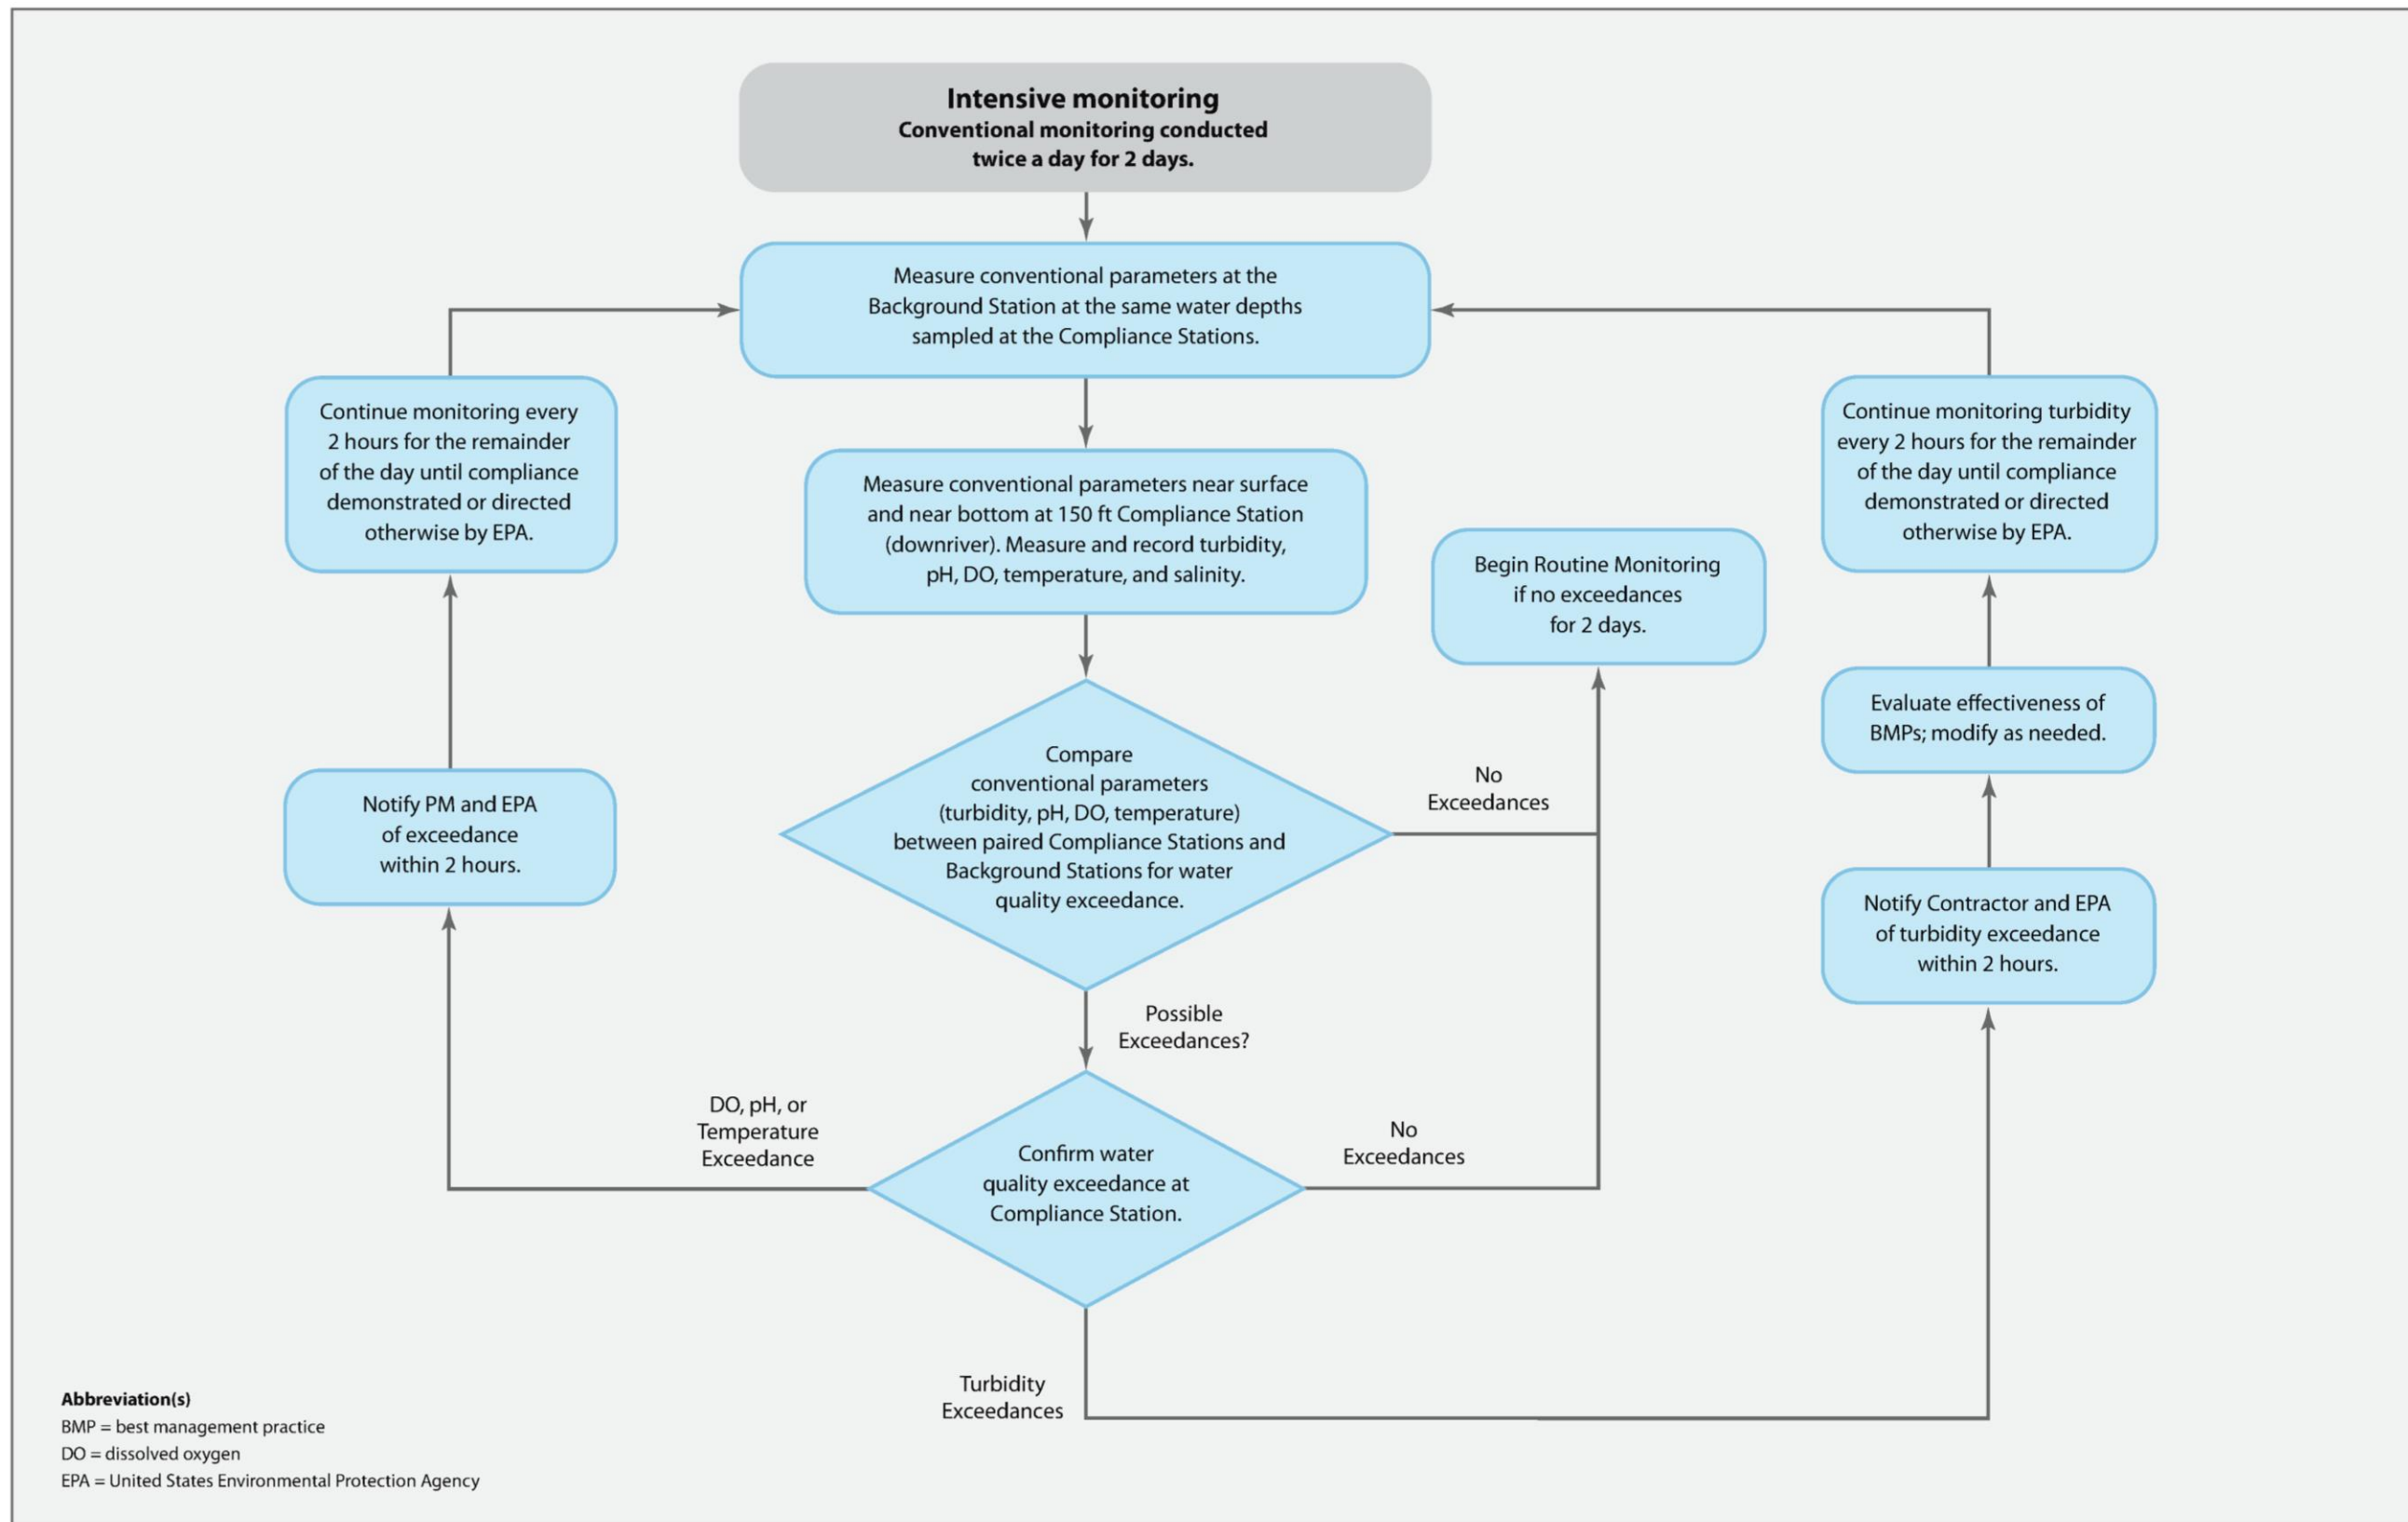 Intensive monitoring
Conventional monitoring conducted
twice a day for 2 days.
Measure conventional parameters at the
Background Station at the same water depths
sampled at the Compliance Stations.
Continue monitoring every
2 hours for the remainder
of the day until compliance
demonstrated or directed
otherwise by EPA.
Measure conventional parameters near surface
and near bottom at 150 ft Compliance Station
(downriver). Measure and record turbidity,
pH, DO, temperature, and salinity.
Begin Routine Monitoring
if no exceedances
for 2 days.
Continue monitoring turbidity
every 2 hours for the remainder
of the day until compliance
demonstrated or directed
otherwise by EPA.
Evaluate effectiveness of
BMPs; modify as needed.
Notify PM and EPA
of exceedance
within 2 hours.
Compare
conventional parameters
(turbidity, pH, DO, temperature)
between paired Compliance Stations and
Background Stations for water
quality exceedance.
No
Exceedances
Notify Contractor and EPA
of turbidity exceedance
within 2 hours.
Possible
Exceedances?
DO, pH, or
Temperature
Exceedance
Confirm water
quality exceedance at
Compliance Station.
No
Exceedances
Turbidity
Exceedances
Abbreviation(s)
BMP = best management practice
DO = dissolved oxygen
EPA = United States Environmental Protection Agency